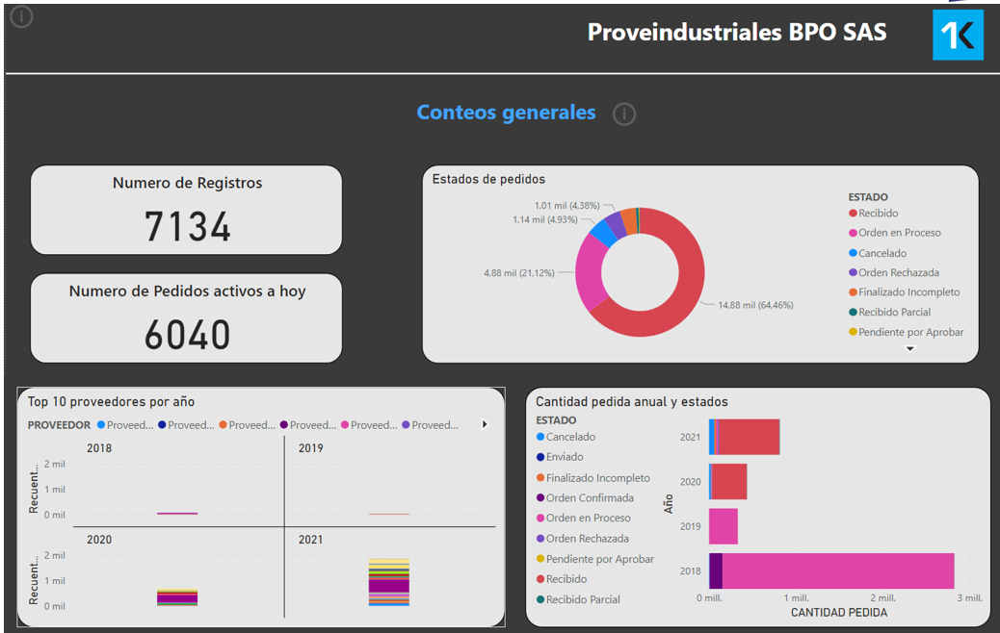 Proveindustriales BPO SAS
1K
Conteos generales
Numero de Registros
7134
Numero de Pedidos activos a hoy
6040
Estados de pedidos
1,01 mil (4,38%)
1,14 mil (4,93%)
4,88 mil (21,12%)
14,88 mil (64,46%)
ESTADO
Recibido
Orden en Proceso
Cancelado
Orden Rechazada
Finalizado Incompleto
Recibido Parcial
Pendiente por Aprobar
Top 10 proveedores por año
PROVEEDOR Proveed... Proveed... Proveed... Proveed... Proveed... Proveed...
2018
2019
Recuent...
2 mil
1 mil
0 mil
2020
2021
Recuent...
2 mil
1 mil
0 mil
Cantidad pedida anual y estados
ESTADO
Cancelado
Enviado
Finalizado Incompleto
Orden Confirmada
Orden en Proceso
Orden Rechazada
Pendiente por Aprobar
Recibido
Recibido Parcial
Año
2021
2020
2019
2018
0 mill. 1 mill. 2 mill. 3 mill.
CANTIDAD PEDIDA